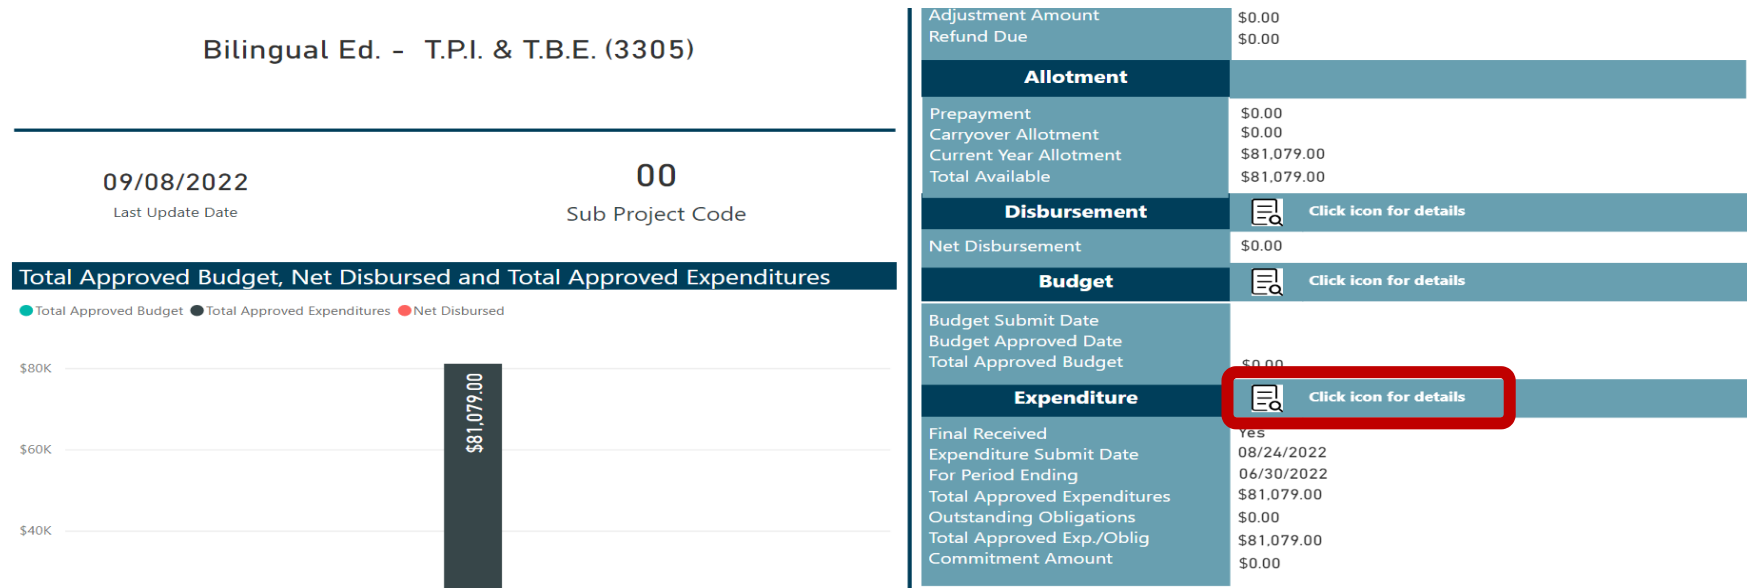 Bilingual Ed. - T.P.I. & T.B.E. (3305)
09/08/2022
Last Update Date
00
Sub Project Code
Total Approved Budget, Net Disbursed and Total Approved Expenditures
Total Approved Budget Total Approved Expenditures Net Disbursed
$80K
$60K
$40K
$81,079.00
Adjustment Amount $0.00
Refund Due $0.00
Allotment
Prepayment $0.00
Carryover Allotment $0.00
Current Year Allotment $81,079.00
Total Available $81,079.00
Disbursement Click icon for details
Net Disbursement $0.00
Budget Click icon for details
Budget Submit Date
Budget Approved Date
Total Approved Budget $0.00
Expenditure Click icon for details
Final Received Yes
Expenditure Submit Date 08/24/2022
For Period Ending 06/30/2022
Total Approved Expenditures $81,079.00
Outstanding Obligations $0.00
Total Approved Exp./Oblig $81,079.00
Commitment Amount $0.00